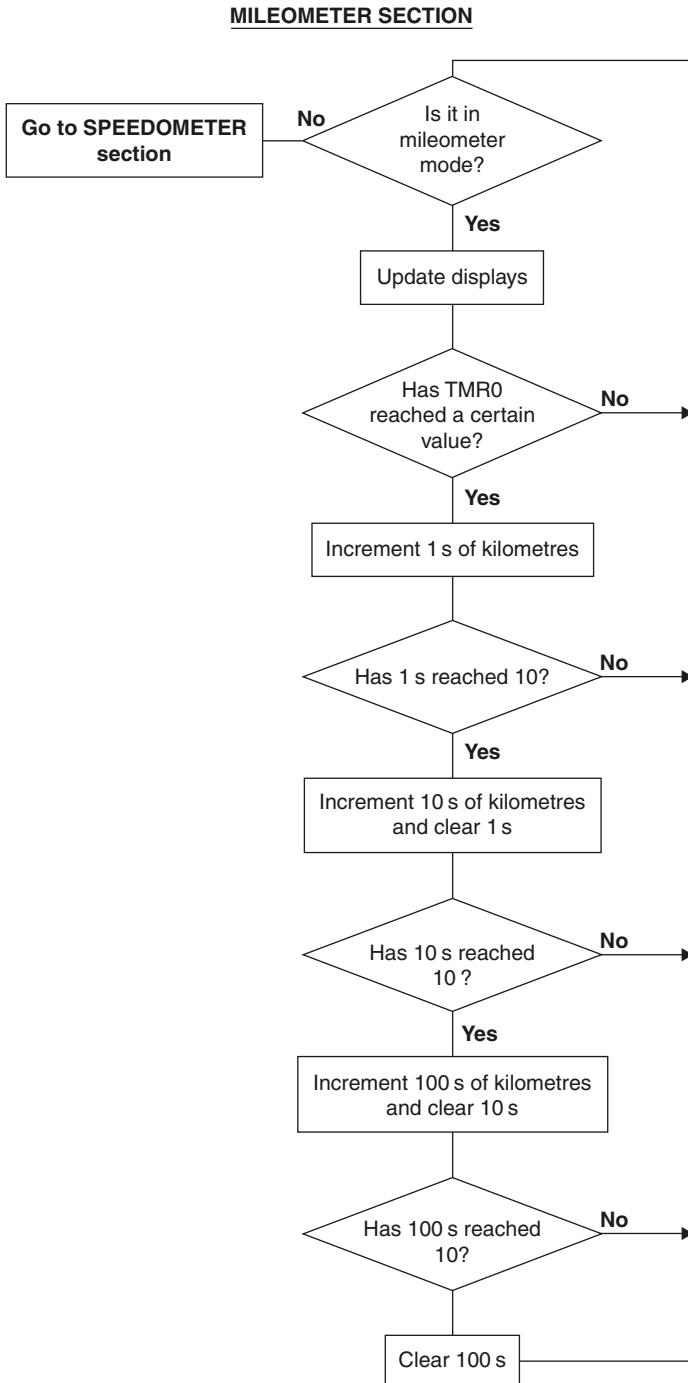 MILEOMETER SECTION
Is it in
mileometer
mode?
No
Go to SPEEDOMETER
section
Yes
Update displays
Has TMR0
reached a certain
value?
No
Yes
Increment 1 s of kilometres
Has 1 s reached 10?
No
Yes
Increment 10 s of kilometres
and clear 1 s
Has 10 s reached
10 ?
No
Yes
Increment 100 s of kilometres
and clear 10 s
Has 100 s reached
10?
No
Clear 100 s